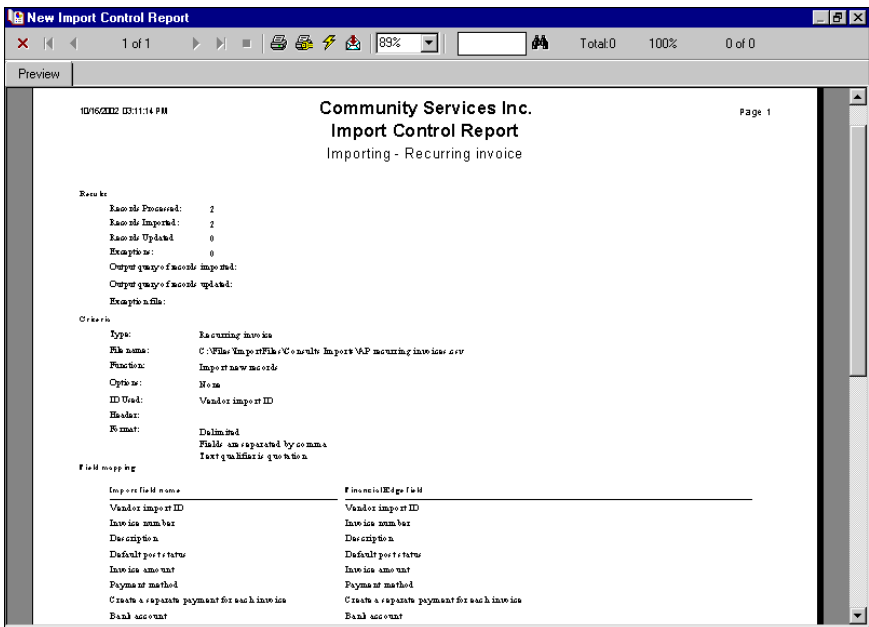 New Import Control Report
1 of 1
89%
Total:0
100%
0 of 0
Preview
10/16/2002 03:11:14 PM
Community Services Inc.
Page 1
Import Control Report
Importing - Recurring invoice
Results
Records Processed: 2
Records Imported: 2
Records Updated 0
Exceptions: 0
Output query of records imported:
Output query of records updated:
Exception file:
Criteria
Type: Recurring invoice
File name: C:\Files\ImportFiles\Consults Imports\AP recurring invoices.csv
Function: Import new records
Options: None
ID Used: Vendor import ID
Header:
Format: Delimited
Fields are separated by comma
Text qualifier is quotation
Field mapping
Import field name Financial Edge field
Vendor import ID Vendor import ID
Invoice number Invoice number
Description Description
Default post status Default post status
Invoice amount Invoice amount
Payment method Payment method
Create a separate payment for each invoice Create a separate payment for each invoice
Bank account Bank account